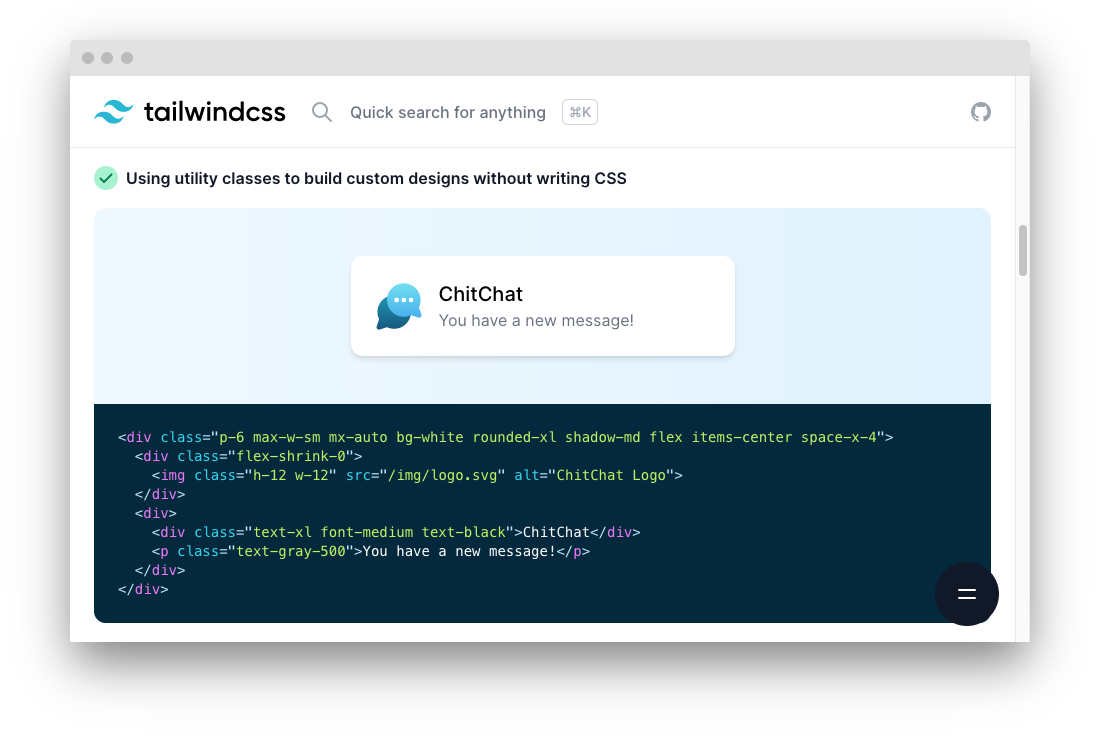 tailwindcss
Quick search for anything
⌘K
Using utility classes to build custom designs without writing CSS
ChitChat
You have a new message!
<div class="p-6 max-w-sm mx-auto bg-white rounded-xl shadow-md flex items-center space-x-4">
  <div class="flex-shrink-0">
    <img class="h-12 w-12" src="/img/logo.svg" alt="ChitChat Logo">
  </div>
  <div>
    <div class="text-xl font-medium text-black">ChitChat</div>
    <p class="text-gray-500">You have a new message!</p>
  </div>
</div>